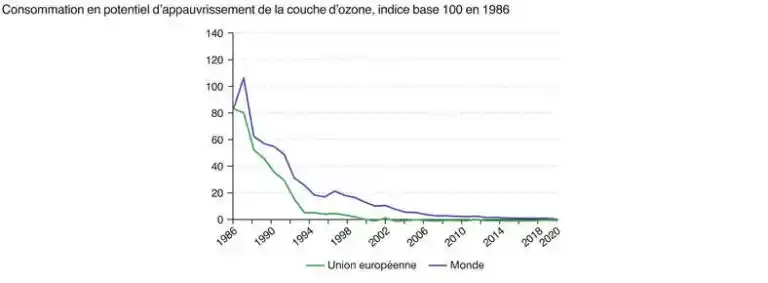 Consommation en potentiel d'appauvrissement de la couche d'ozone, indice base 100 en 1986
140
120
100
80
60
40
20
0
1986 1990 1994 1998 2002 2006 2010 2014 2018 2020
Union européenne Monde